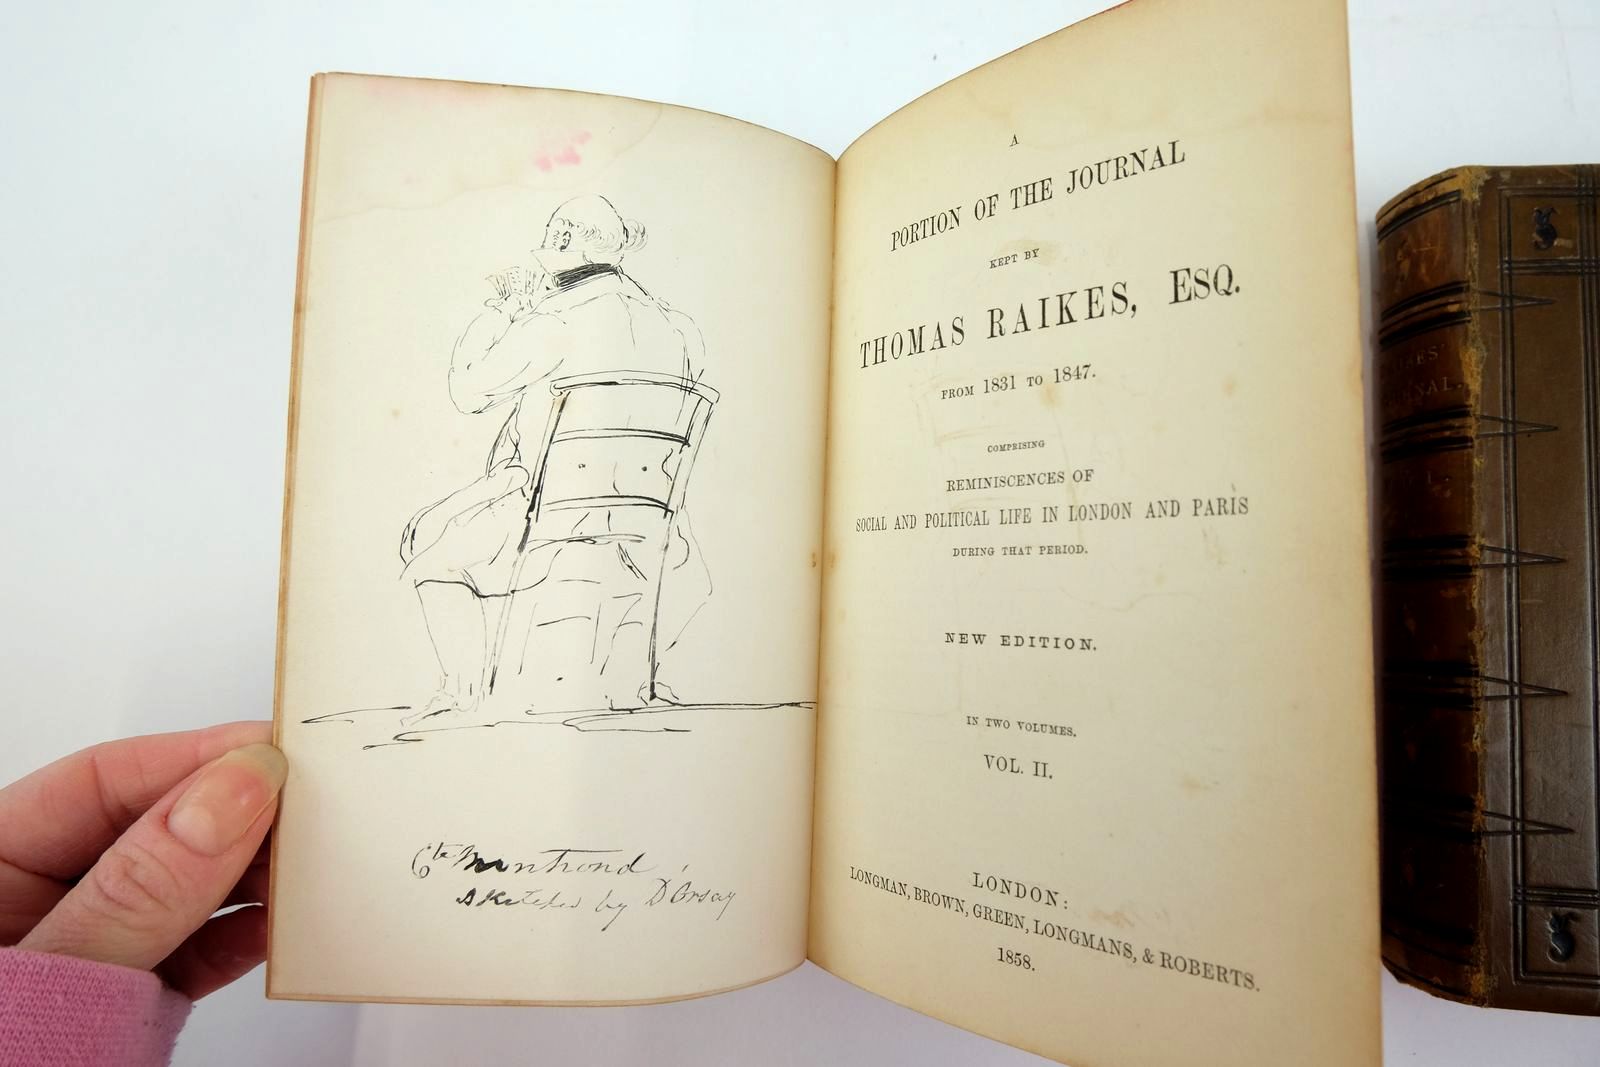 Cte Montrond
Sketched by D'Orsay
A
PORTION OF THE JOURNAL
KEPT BY
THOMAS RAIKES, ESQ.
FROM 1831 TO 1847.
COMPRISING
REMINISCENCES OF
SOCIAL AND POLITICAL LIFE IN LONDON AND PARIS
DURING THAT PERIOD.
NEW EDITION.
IN TWO VOLUMES.
VOL. II.
LONDON:
LONGMAN, BROWN, GREEN, LONGMANS, & ROBERTS.
1858.